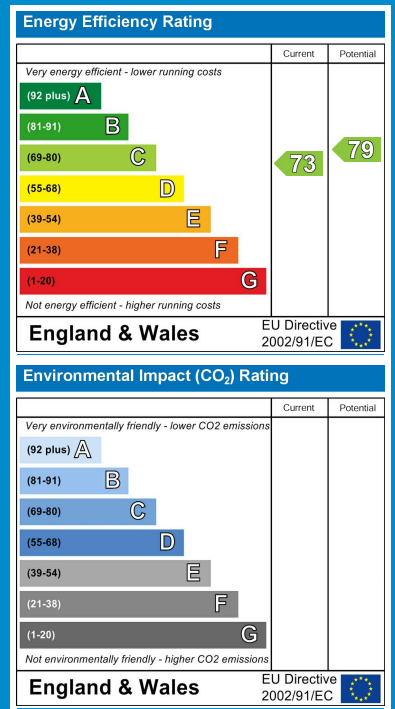 Energy Efficiency Rating
Current Potential
Very energy efficient - lower running costs
(92 plus) A
(81-91) B
(69-80) C
73 79
(55-68) D
(39-54) E
(21-38) F
(1-20) G
Not energy efficient - higher running costs
England & Wales
EU Directive
2002/91/EC
Environmental Impact (CO₂) Rating
Current Potential
Very environmentally friendly - lower CO2 emissions
(92 plus) A
(81-91) B
(69-80) C
(55-68) D
(39-54) E
(21-38) F
(1-20) G
Not environmentally friendly - higher CO2 emissions
England & Wales
EU Directive
2002/91/EC